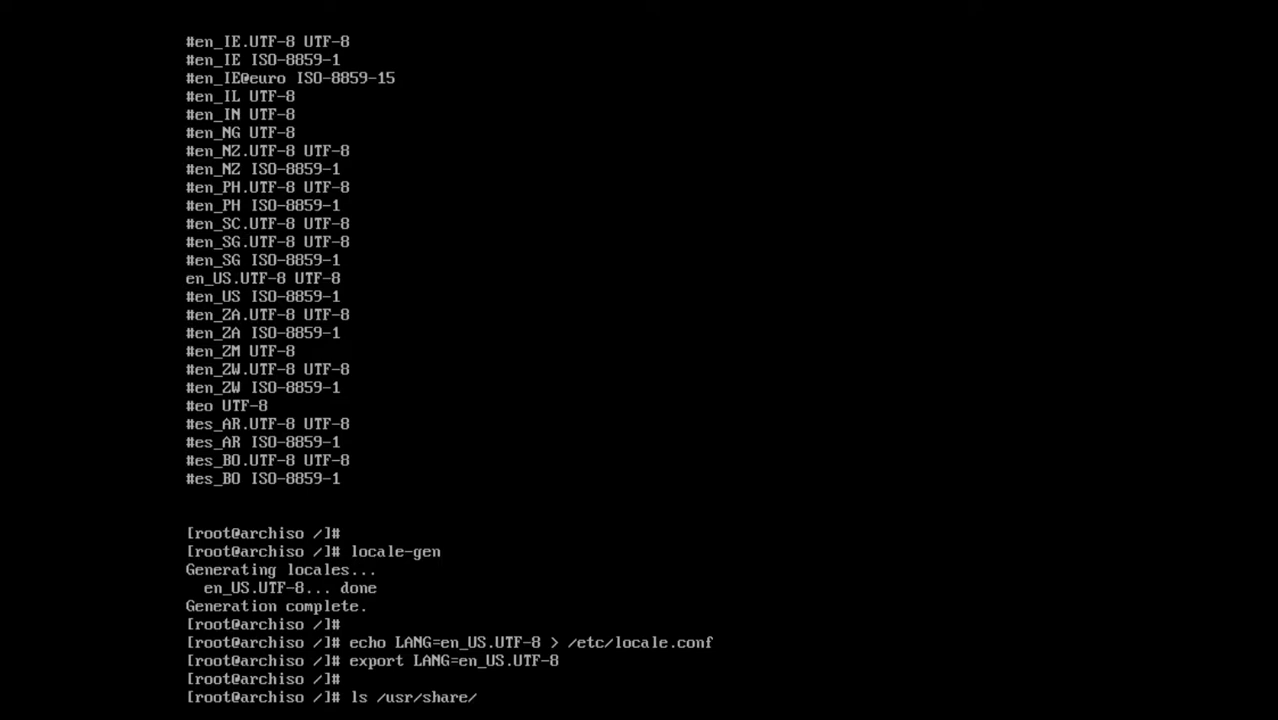 #en_IE.UTF-8 UTF-8
#en_IE ISO-8859-1
#en_IE@euro ISO-8859-15
#en_IL UTF-8
#en_IN UTF-8
#en_NG UTF-8
#en_NZ.UTF-8 UTF-8
#en_NZ ISO-8859-1
#en_PH.UTF-8 UTF-8
#en_PH ISO-8859-1
#en_SC.UTF-8 UTF-8
#en_SG.UTF-8 UTF-8
#en_SG ISO-8859-1
en_US.UTF-8 UTF-8
#en_US ISO-8859-1
#en_ZA.UTF-8 UTF-8
#en_ZA ISO-8859-1
#en_ZM UTF-8
#en_ZW.UTF-8 UTF-8
#en_ZW ISO-8859-1
#eo UTF-8
#es_AR.UTF-8 UTF-8
#es_AR ISO-8859-1
#es_BO.UTF-8 UTF-8
#es_BO ISO-8859-1
[root@archiso /]#
[root@archiso /]# locale-gen
Generating locales...
  en_US.UTF-8... done
Generation complete.
[root@archiso /]#
[root@archiso /]# echo LANG=en_US.UTF-8 > /etc/locale.conf
[root@archiso /]# export LANG=en_US.UTF-8
[root@archiso /]#
[root@archiso /]# ls /usr/share/